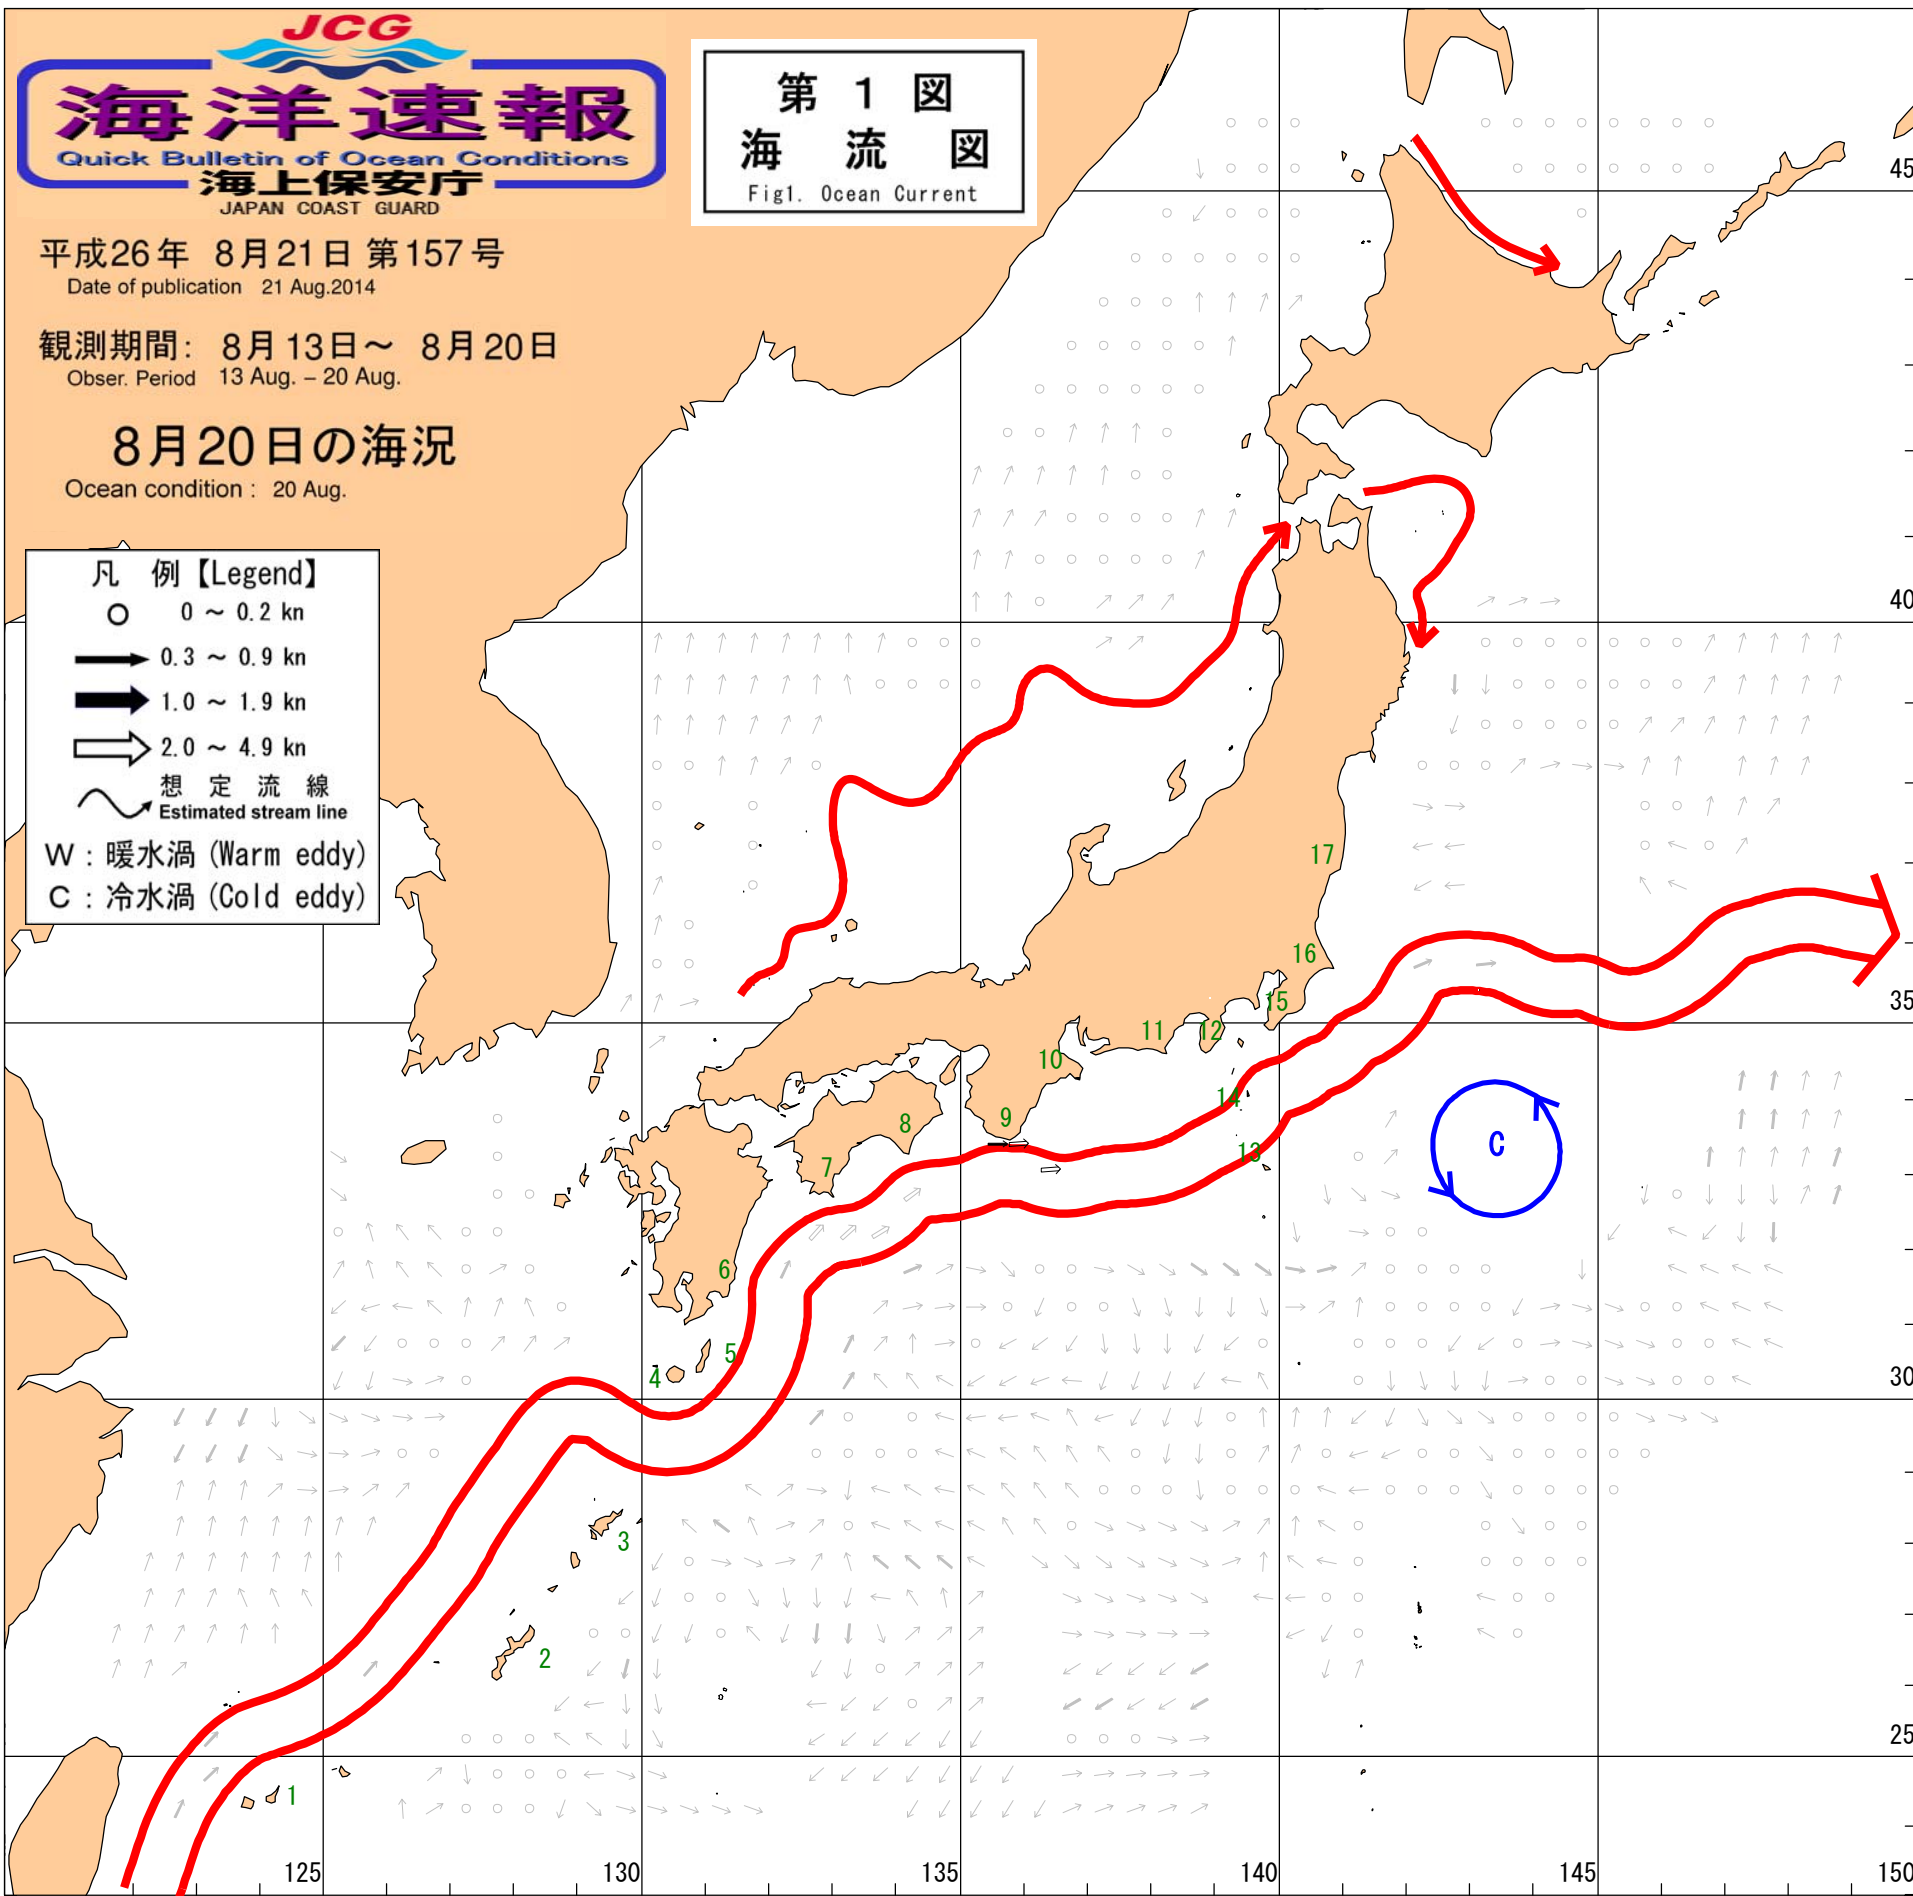 JCG
海洋速報
Quick Bulletin of Ocean Conditions
海上保安庁
JAPAN COAST GUARD
第 1 図
海 流 図
Fig1. Ocean Current
平成26年 8月21日 第157号
Date of publication 21 Aug.2014
観測期間: 8月13日～ 8月20日
Obser. Period 13 Aug. – 20 Aug.
8月20日の海況
Ocean condition : 20 Aug.
凡 例【Legend】
0 ～ 0.2 kn
0.3 ～ 0.9 kn
1.0 ～ 1.9 kn
2.0 ～ 4.9 kn
想 定 流 線
Estimated stream line
W : 暖水渦 (Warm eddy)
C : 冷水渦 (Cold eddy)
45
40
17
16
35
15
12
11
10
14
9
8
13
C
7
6
5
4
30
3
2
25
1
125
130
135
140
145
150